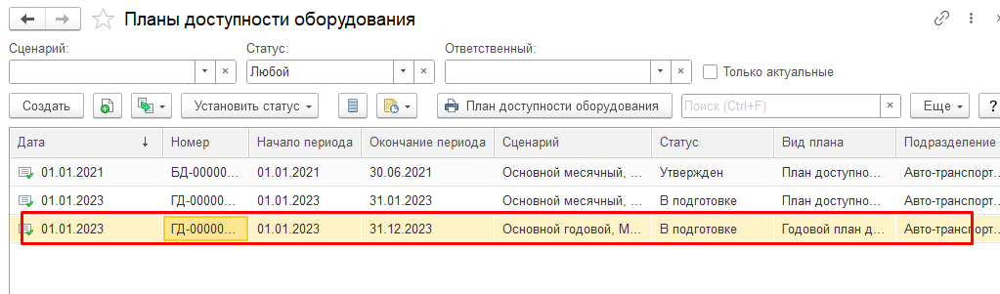 Планы доступности оборудования
Сценарий: Статус: Ответственный:
Любой Только актуальные
Создать Установить статус План доступности оборудования Поиск (Ctrl+F) Еще ?
Дата Номер Начало периода Окончание периода Сценарий Статус Вид плана Подразделение
01.01.2021 БД-00000... 01.01.2021 30.06.2021 Основной месячный, ... Утвержден План доступно... Авто-транспорт...
01.01.2023 ГД-00000... 01.01.2023 31.01.2023 Основной месячный, ... В подготовке План доступно... Авто-транспорт...
01.01.2023 ГД-00000... 01.01.2023 31.12.2023 Основной годовой, М... В подготовке Годовой план д... Авто-транспорт...